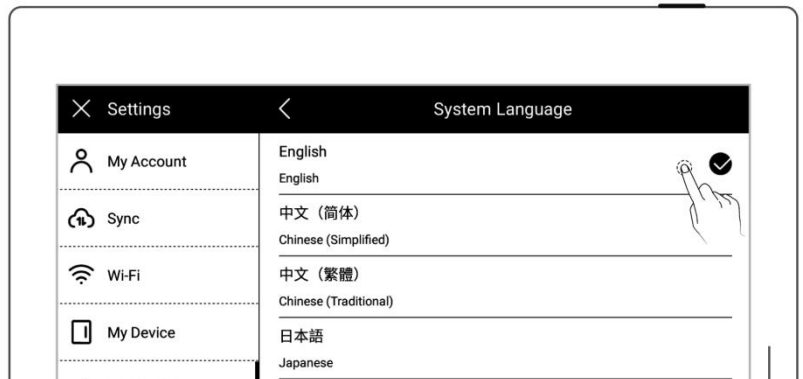 Settings
System Language
My Account
Sync
Wi-Fi
My Device
English
English
中文（简体）
Chinese (Simplified)
中文（繁體）
Chinese (Traditional)
日本語
Japanese